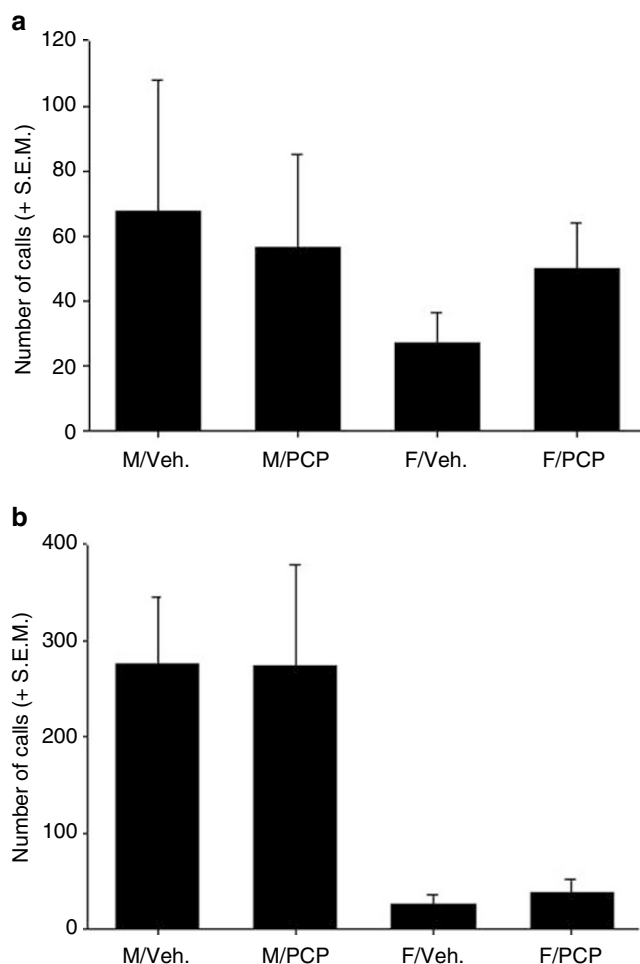 a
Number of calls (+ S.E.M.)
120
100
80
60
40
20
0
M/Veh. M/PCP F/Veh. F/PCP
b
Number of calls (+ S.E.M.)
400
300
200
100
0
M/Veh. M/PCP F/Veh. F/PCP